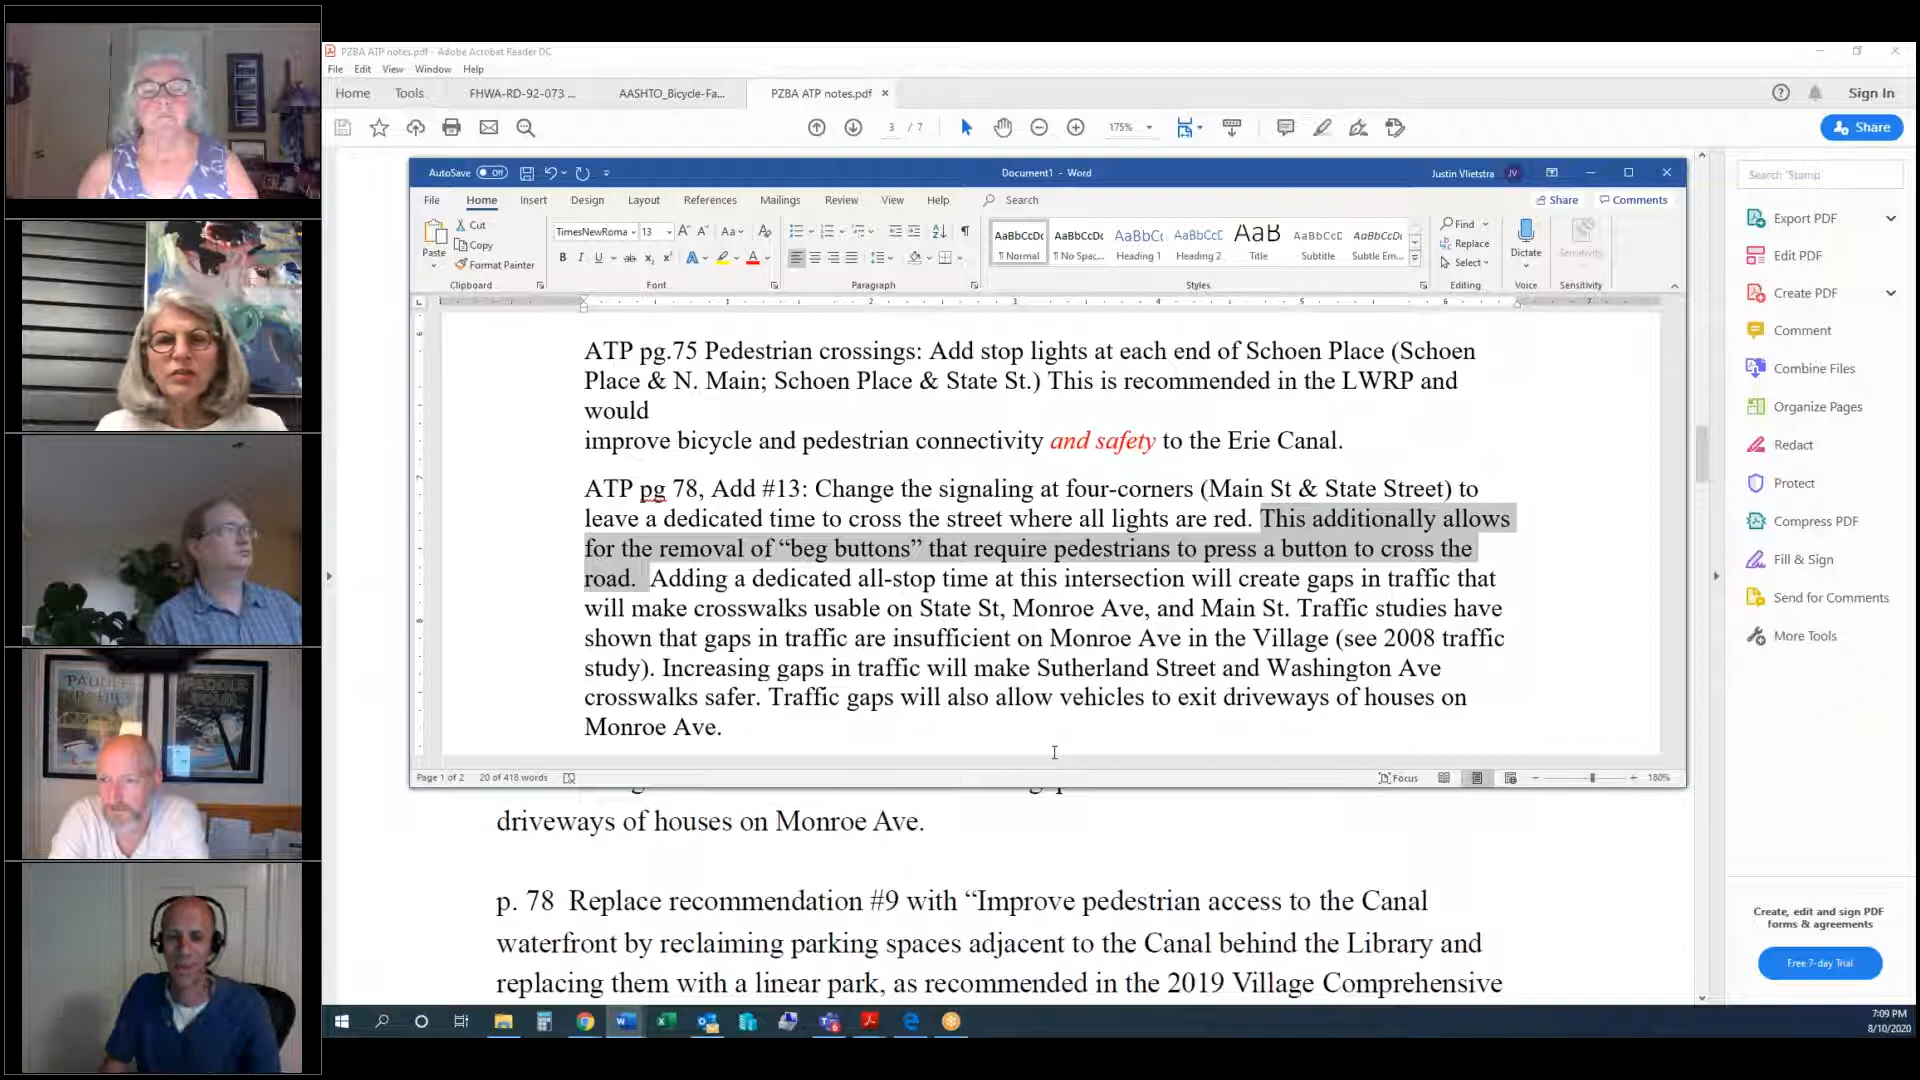 PZBA ATP notes.pdf - Adobe Acrobat Reader DC
File Edit View Window Help
Home Tools FHWA-RD-92-073 ... AASHTO_Bicycle-Fa... PZBA ATP notes.pdf × Sign In
3 / 7 175% Share
AutoSave Off Document1 - Word Justin Vlietstra JV
File Home Insert Design Layout References Mailings Review View Help Search Share Comments
Paste Cut Copy Format Painter
TimesNewRoma 13
AaBbCcDc AaBbCcDc AaBbCc AaBbCcE AaB AaBbCcE AaBbCcDc
¶ Normal ¶ No Spac... Heading 1 Heading 2 Title Subtitle Subtle Em...
Find Replace Select Dictate Sensitivity
Clipboard Font Paragraph Styles Editing Voice Sensitivity
ATP pg.75 Pedestrian crossings: Add stop lights at each end of Schoen Place (Schoen
Place & N. Main; Schoen Place & State St.) This is recommended in the LWRP and
would
improve bicycle and pedestrian connectivity and safety to the Erie Canal.
ATP pg 78, Add #13: Change the signaling at four-corners (Main St & State Street) to
leave a dedicated time to cross the street where all lights are red. This additionally allows
for the removal of “beg buttons” that require pedestrians to press a button to cross the
road. Adding a dedicated all-stop time at this intersection will create gaps in traffic that
will make crosswalks usable on State St, Monroe Ave, and Main St. Traffic studies have
shown that gaps in traffic are insufficient on Monroe Ave in the Village (see 2008 traffic
study). Increasing gaps in traffic will make Sutherland Street and Washington Ave
crosswalks safer. Traffic gaps will also allow vehicles to exit driveways of houses on
Monroe Ave.
Page 1 of 2 20 of 418 words Focus 180%
driveways of houses on Monroe Ave.
p. 78 Replace recommendation #9 with “Improve pedestrian access to the Canal
waterfront by reclaiming parking spaces adjacent to the Canal behind the Library and
replacing them with a linear park, as recommended in the 2019 Village Comprehensive
Search 'Stamp'
Export PDF
Edit PDF
Create PDF
Comment
Combine Files
Organize Pages
Redact
Protect
Compress PDF
Fill & Sign
Send for Comments
More Tools
Create, edit and sign PDF
forms & agreements
Free 7-day Trial
7:09 PM
8/10/2020